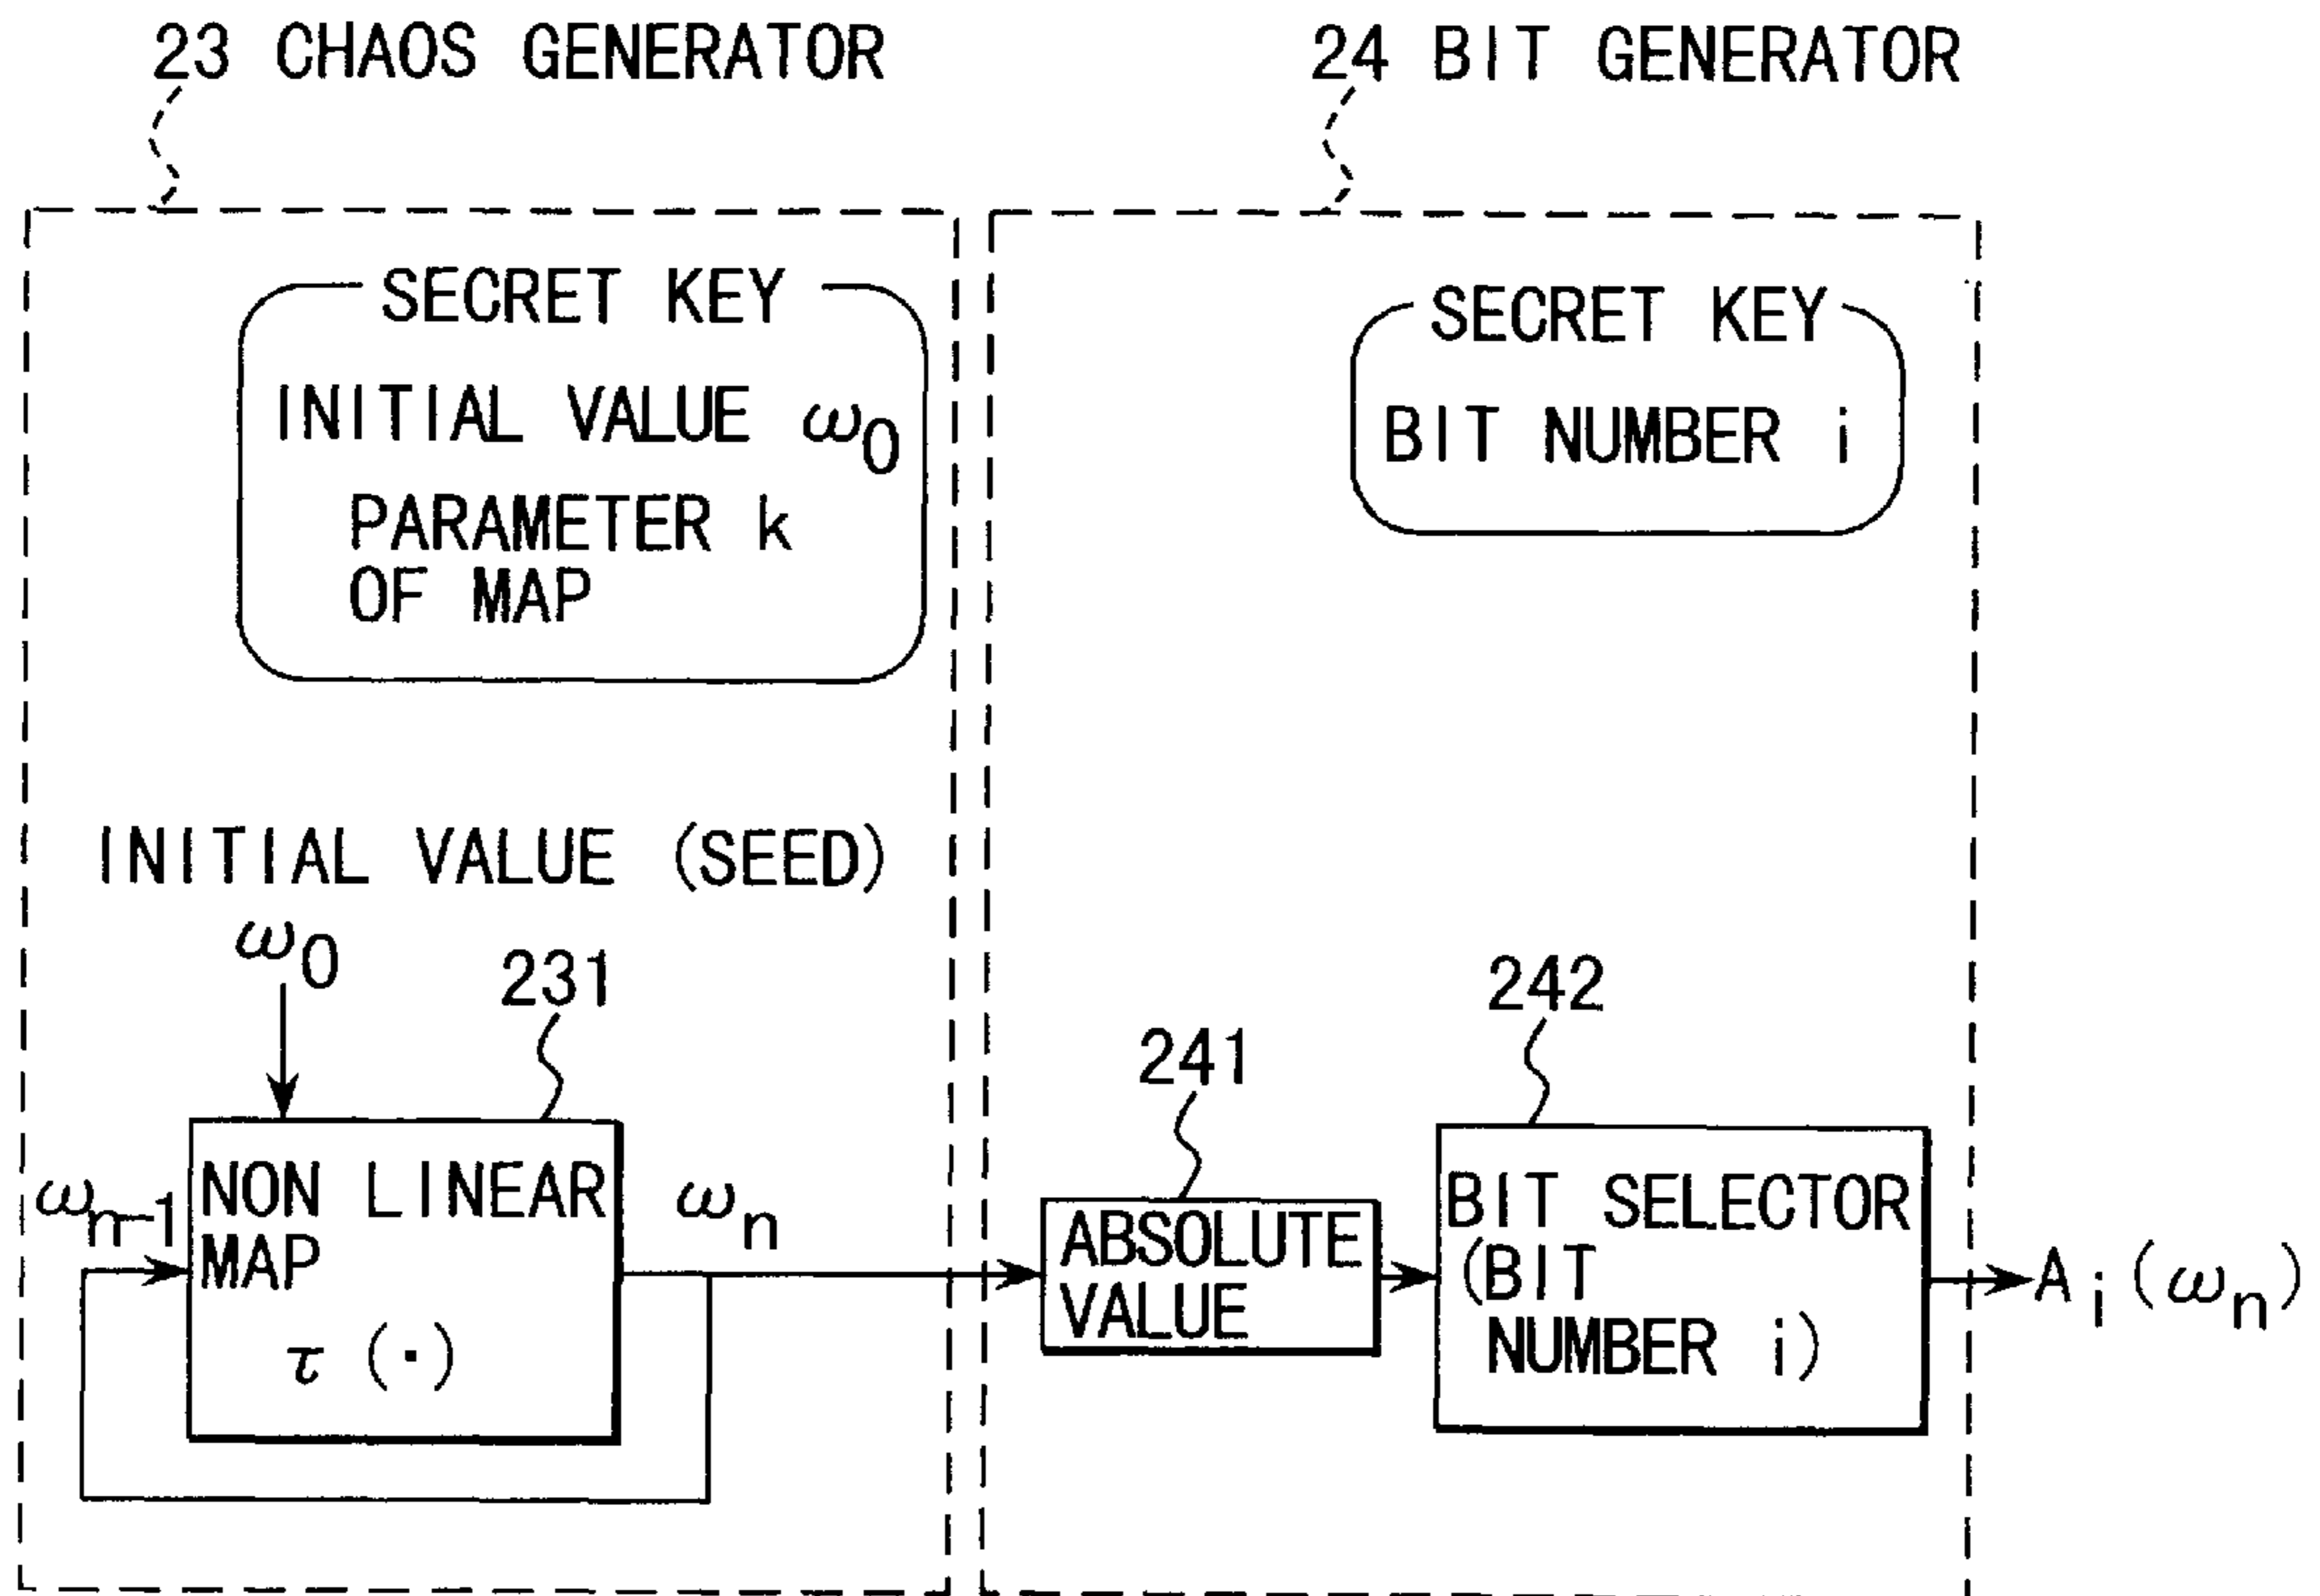 23 CHAOS GENERATOR
24 BIT GENERATOR
SECRET KEY
INITIAL VALUE ω0
PARAMETER k
OF MAP
SECRET KEY
BIT NUMBER i
INITIAL VALUE (SEED)
ω0
231
ωn-1
NON LINEAR
MAP
τ (・)
ωn
241
ABSOLUTE
VALUE
242
BIT SELECTOR
(BIT
NUMBER i)
Ai(ωn)